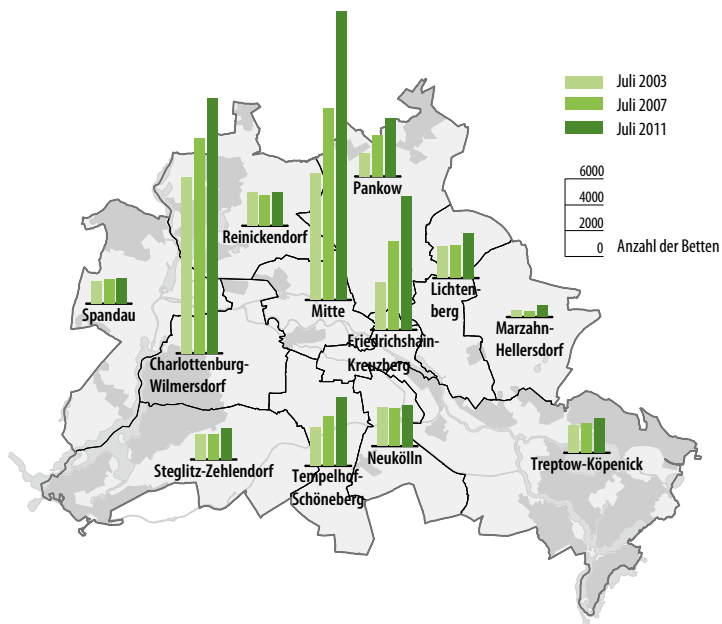 Juli 2003
Juli 2007
Juli 2011
6000
4000
2000
0
Anzahl der Betten
Pankow
Reinickendorf
Spandau
Mitte
Lichten-
berg
Marzahn-
Hellersdorf
Friedrichshain-
Kreuzberg
Charlottenburg-
Wilmersdorf
Steglitz-Zehlendorf
Tempelhof-
Schöneberg
Neukölln
Treptow-Köpenick